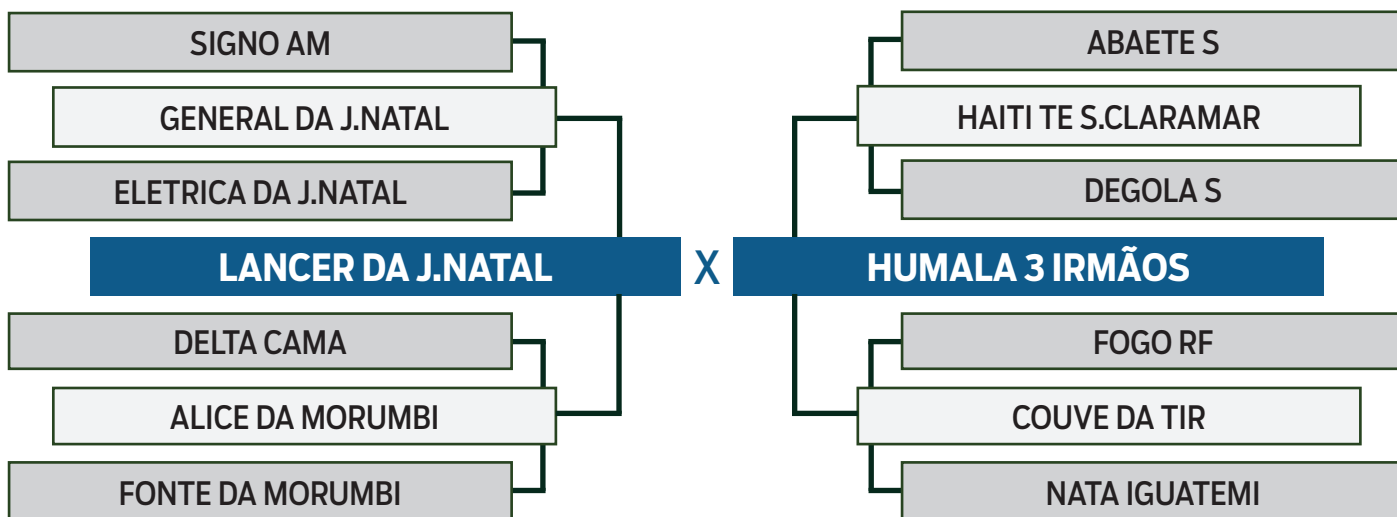 SIGNO AM
GENERAL DA J.NATAL
ELETRICA DA J.NATAL
LANCER DA J.NATAL
DELTA CAMA
ALICE DA MORUMBI
FONTE DA MORUMBI
X
ABAETE S
HAITI TE S.CLARAMAR
DEGOLA S
HUMALA 3 IRMÃOS
FOGO RF
COUVE DA TIR
NATA IGUATEMI